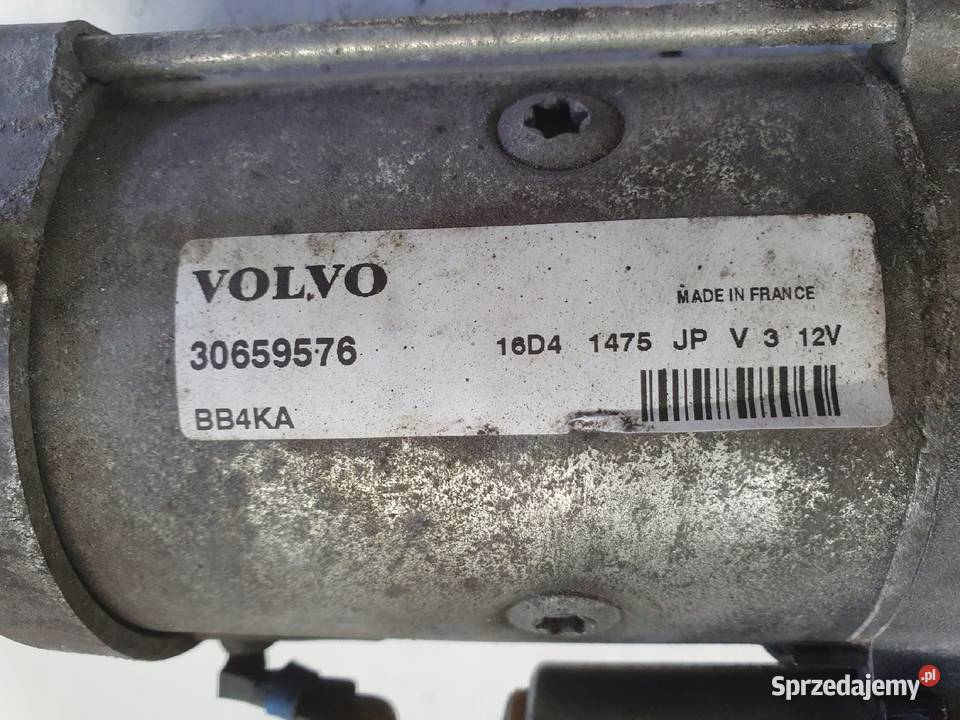 VOLVO
MADE IN FRANCE
30659576
16D4 1475 JP V 3 12V
BB4KA
Sprzedajemy.pl